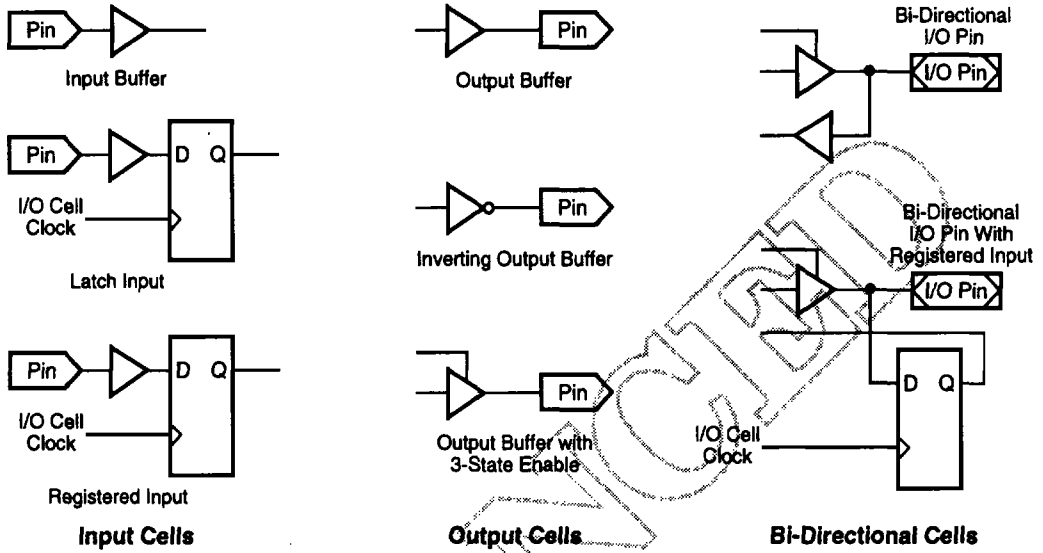 Pin
Input Buffer
Pin
D Q
I/O Cell
Clock
Latch Input
Pin
D Q
I/O Cell
Clock
Registered Input
Input Cells
Pin
Output Buffer
Pin
Inverting Output Buffer
Pin
Output Buffer with
3-State Enable
Output Cells
Bi-Directional
I/O Pin
I/O Pin
Bi-Directional
I/O Pin With
Registered Input
I/O Pin
D Q
I/O Cell
Clock
Bi-Directional Cells